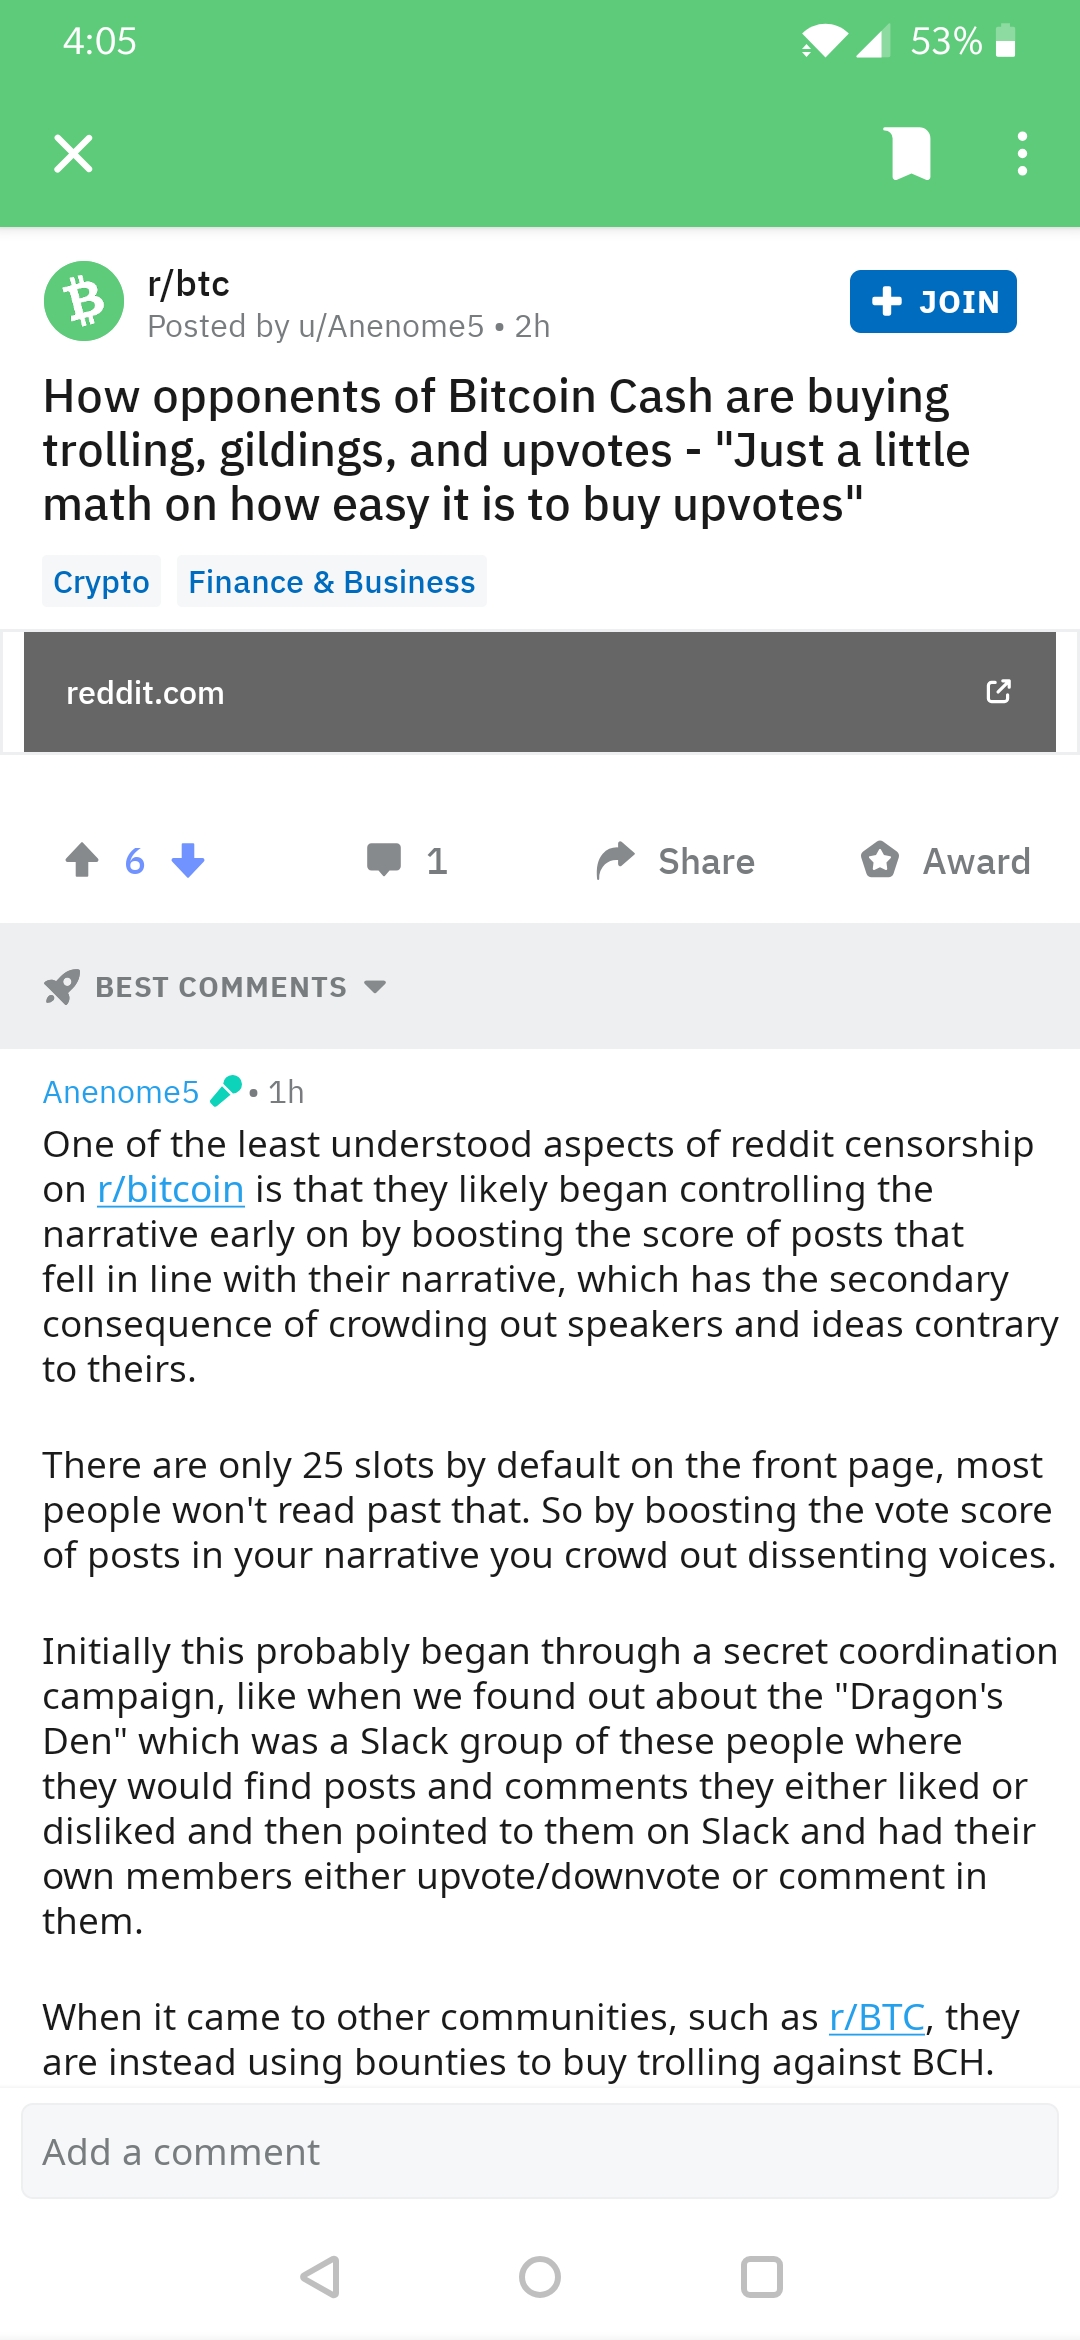 4:05
53%
r/btc
Posted by u/Anenome5 • 2h
JOIN
How opponents of Bitcoin Cash are buying
trolling, gildings, and upvotes - "Just a little
math on how easy it is to buy upvotes"
Crypto
Finance & Business
reddit.com
6
1
Share
Award
BEST COMMENTS
Anenome5 • 1h
One of the least understood aspects of reddit censorship
on r/bitcoin is that they likely began controlling the
narrative early on by boosting the score of posts that
fell in line with their narrative, which has the secondary
consequence of crowding out speakers and ideas contrary
to theirs.
There are only 25 slots by default on the front page, most
people won't read past that. So by boosting the vote score
of posts in your narrative you crowd out dissenting voices.
Initially this probably began through a secret coordination
campaign, like when we found out about the "Dragon's
Den" which was a Slack group of these people where
they would find posts and comments they either liked or
disliked and then pointed to them on Slack and had their
own members either upvote/downvote or comment in
them.
When it came to other communities, such as r/BTC, they
are instead using bounties to buy trolling against BCH.
Add a comment